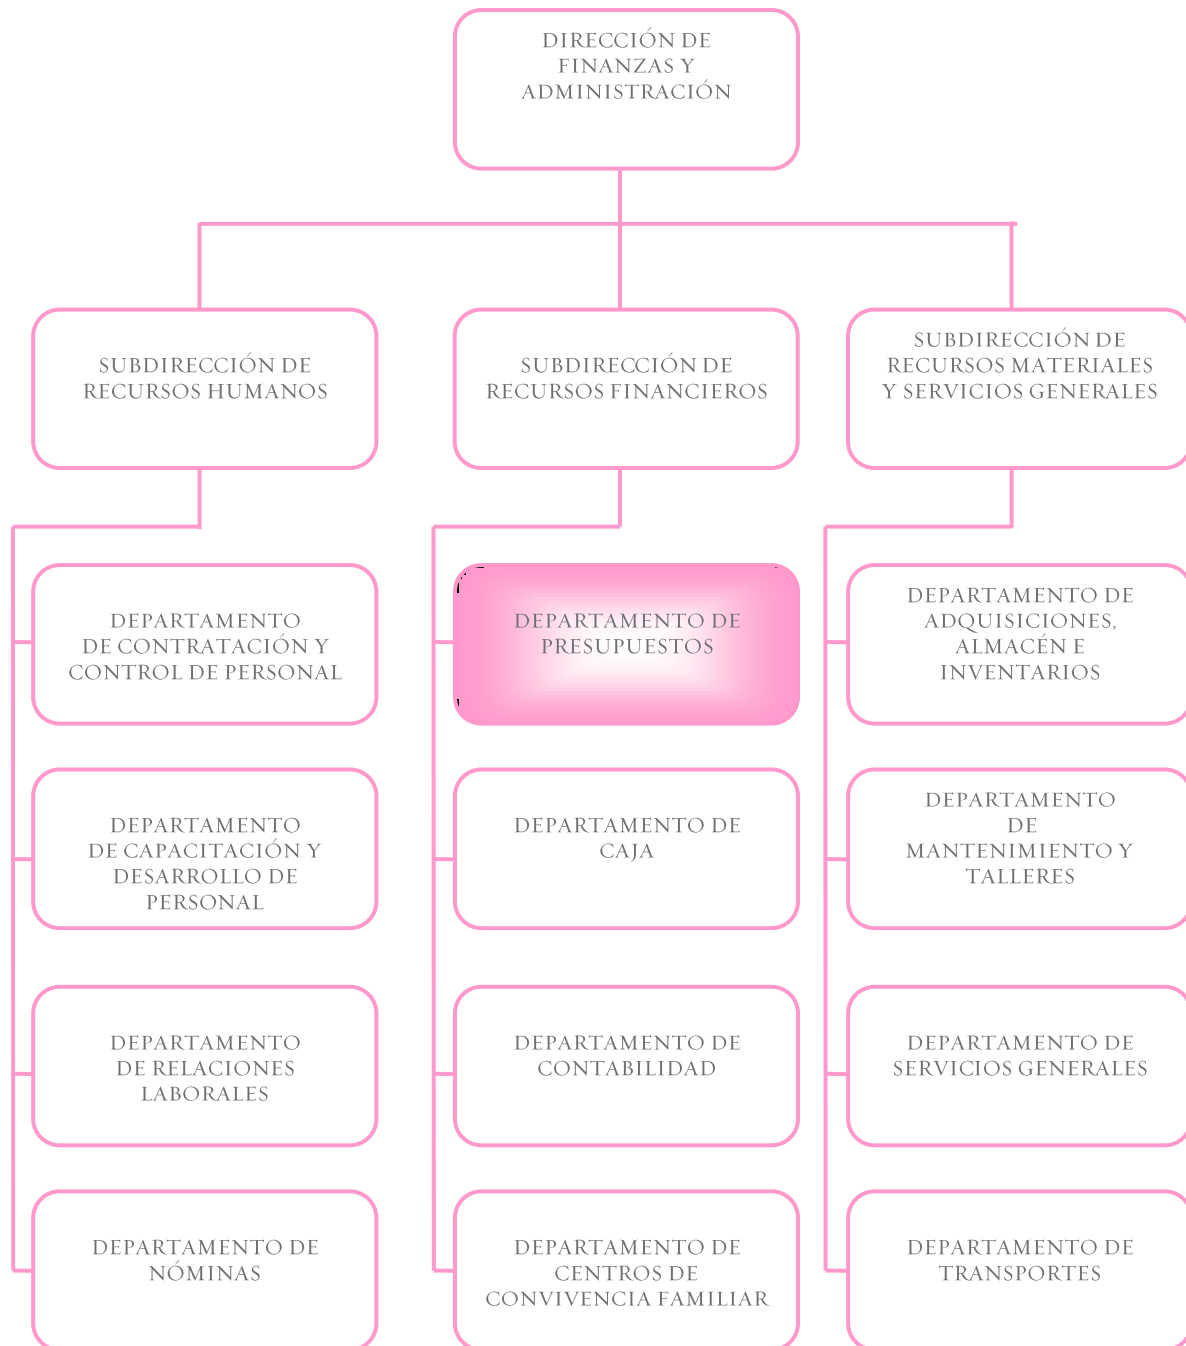 DIRECCIÓN DE
FINANZAS Y
ADMINISTRACIÓN
SUBDIRECCIÓN DE
RECURSOS HUMANOS
SUBDIRECCIÓN DE
RECURSOS FINANCIEROS
SUBDIRECCIÓN DE
RECURSOS MATERIALES
Y SERVICIOS GENERALES
DEPARTAMENTO
DE CONTRATACIÓN Y
CONTROL DE PERSONAL
DEPARTAMENTO DE
PRESUPUESTOS
DEPARTAMENTO DE
ADQUISICIONES,
ALMACÉN E
INVENTARIOS
DEPARTAMENTO
DE CAPACITACIÓN Y
DESARROLLO DE
PERSONAL
DEPARTAMENTO DE
CAJA
DEPARTAMENTO
DE
MANTENIMIENTO Y
TALLERES
DEPARTAMENTO
DE RELACIONES
LABORALES
DEPARTAMENTO DE
CONTABILIDAD
DEPARTAMENTO DE
SERVICIOS GENERALES
DEPARTAMENTO DE
NÓMINAS
DEPARTAMENTO DE
CENTROS DE
CONVIVENCIA FAMILIAR
DEPARTAMENTO DE
TRANSPORTES